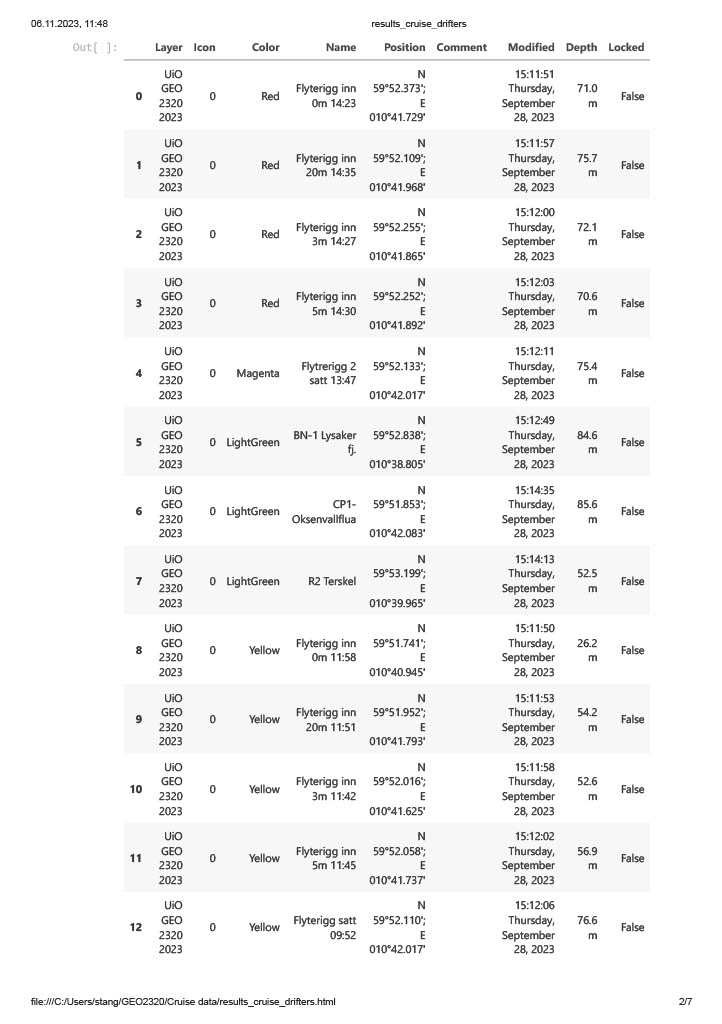 06.11.2023, 11:48 results_cruise_drifters
Out[ ]: Layer Icon Color Name Position Comment Modified Depth Locked
UiO N 15:11:51
GEO Flyterigg inn 59°52.373'; Thursday, 71.0
0 2320 0 Red 0m 14:23 E September m False
2023 010°41.729' 28, 2023
UiO N 15:11:57
GEO Flyterigg inn 59°52.109'; Thursday, 75.7
1 2320 0 Red 20m 14:35 E September m False
2023 010°41.968' 28, 2023
UiO N 15:12:00
GEO Flyterigg inn 59°52.255'; Thursday, 72.1
2 2320 0 Red 3m 14:27 E September m False
2023 010°41.865' 28, 2023
UiO N 15:12:03
GEO Flyterigg inn 59°52.252'; Thursday, 70.6
3 2320 0 Red 5m 14:30 E September m False
2023 010°41.892' 28, 2023
UiO N 15:12:11
GEO Flytrerigg 2 59°52.133'; Thursday, 75.4
4 2320 0 Magenta satt 13:47 E September m False
2023 010°42.017' 28, 2023
UiO N 15:12:49
GEO BN-1 Lysaker 59°52.838'; Thursday, 84.6
5 2320 0 LightGreen fj. E September m False
2023 010°38.805' 28, 2023
UiO N 15:14:35
GEO CP1- 59°51.853'; Thursday, 85.6
6 2320 0 LightGreen Oksenvallflua E September m False
2023 010°42.083' 28, 2023
UiO N 15:14:13
GEO 59°53.199'; Thursday, 52.5
7 2320 0 LightGreen R2 Terskel E September m False
2023 010°39.965' 28, 2023
UiO N 15:11:50
GEO Flyterigg inn 59°51.741'; Thursday, 26.2
8 2320 0 Yellow 0m 11:58 E September m False
2023 010°40.945' 28, 2023
UiO N 15:11:53
GEO Flyterigg inn 59°51.952'; Thursday, 54.2
9 2320 0 Yellow 20m 11:51 E September m False
2023 010°41.793' 28, 2023
UiO N 15:11:58
GEO Flyterigg inn 59°52.016'; Thursday, 52.6
10 2320 0 Yellow 3m 11:42 E September m False
2023 010°41.625' 28, 2023
UiO N 15:12:02
GEO Flyterigg inn 59°52.058'; Thursday, 56.9
11 2320 0 Yellow 5m 11:45 E September m False
2023 010°41.737' 28, 2023
UiO N 15:12:06
GEO Flyterigg satt 59°52.110'; Thursday, 76.6
12 2320 0 Yellow 09:52 E September m False
2023 010°42.017' 28, 2023
file:///C:/Users/stang/GEO2320/Cruise data/results_cruise_drifters.html 2/7